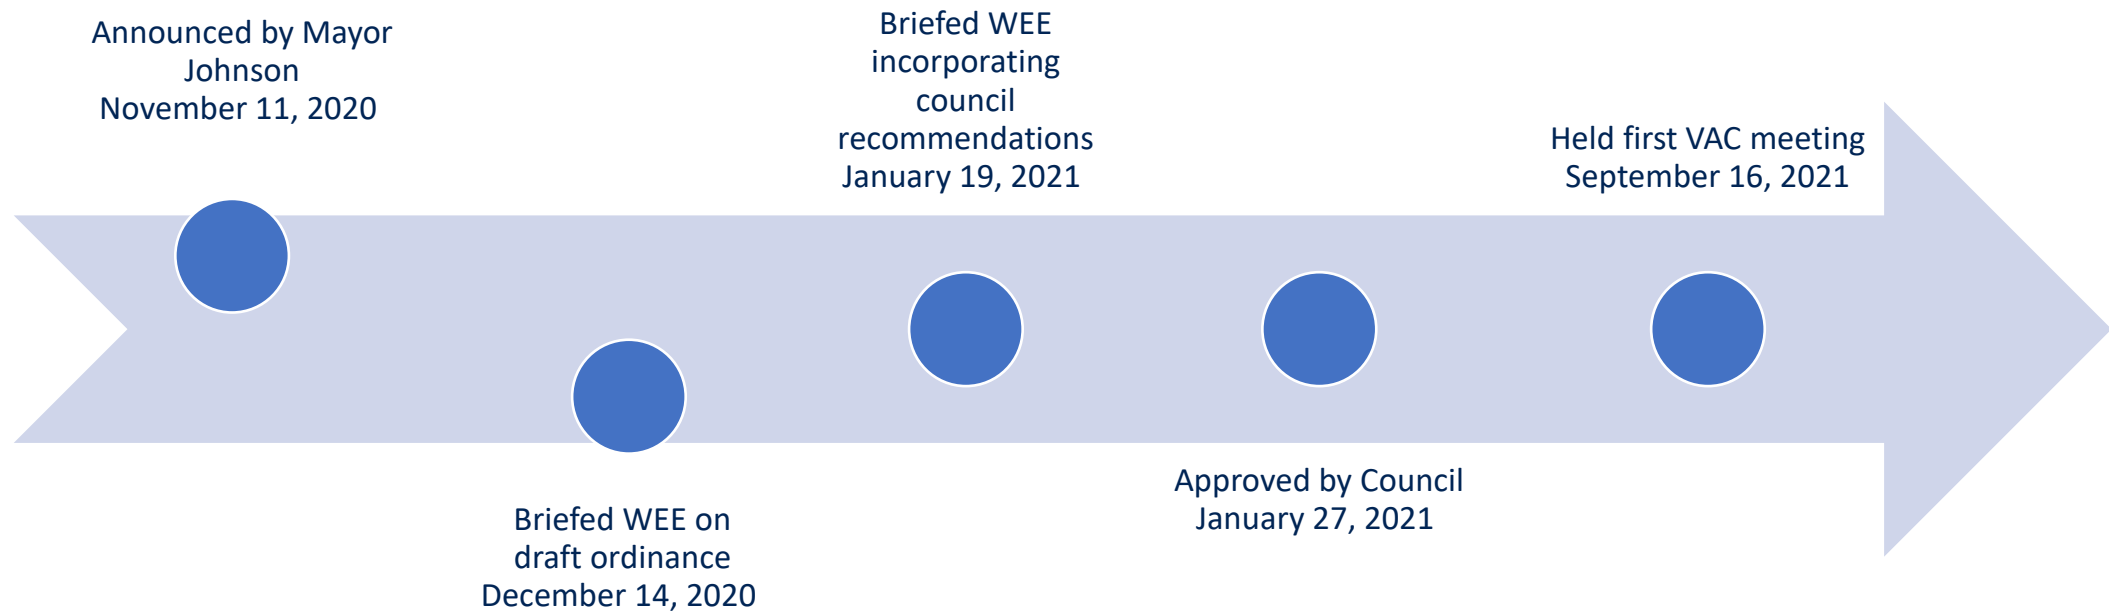 Announced by Mayor
Johnson
November 11, 2020
Briefed WEE on
draft ordinance
December 14, 2020
Briefed WEE
incorporating
council
recommendations
January 19, 2021
Approved by Council
January 27, 2021
Held first VAC meeting
September 16, 2021